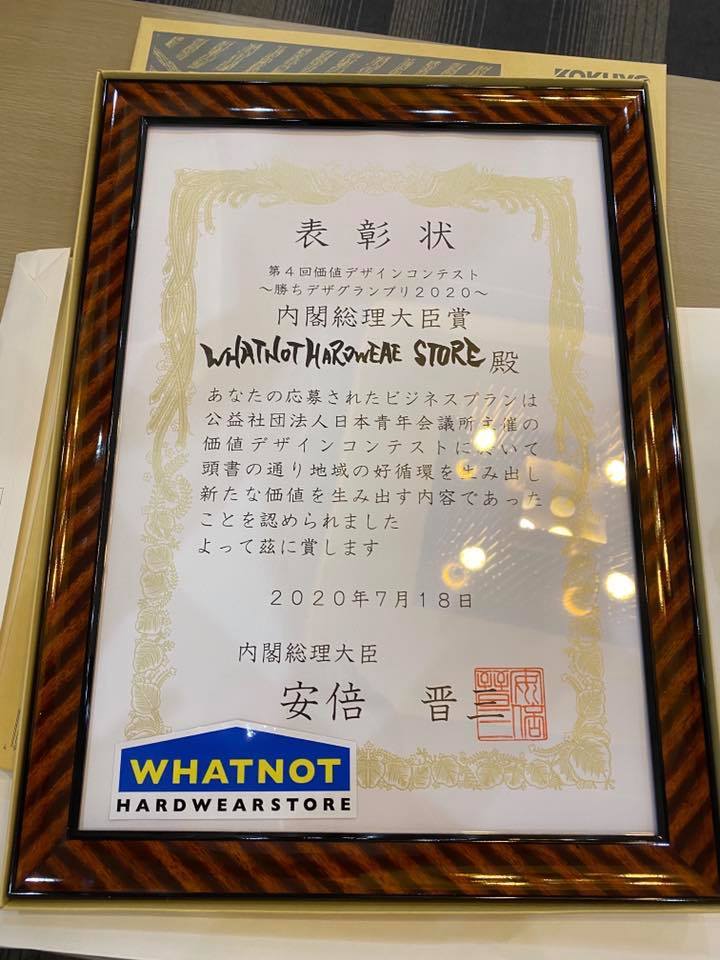 KOKUYO
表彰状
第4回価値デザインコンテスト
～勝ちデザグランプリ2020～
内閣総理大臣賞
WHATNOT HARDWEAE STORE 殿
あなたの応募されたビジネスプランは
公益社団法人日本青年会議所主催の
価値デザインコンテストにおいて
頭書の通り地域の好循環を生み出し
新たな価値を生み出す内容であった
ことを認められました
よって茲に賞します
2020年7月18日
内閣総理大臣
安倍 晋三
安倍晋三
WHATNOT
HARDWEARSTORE